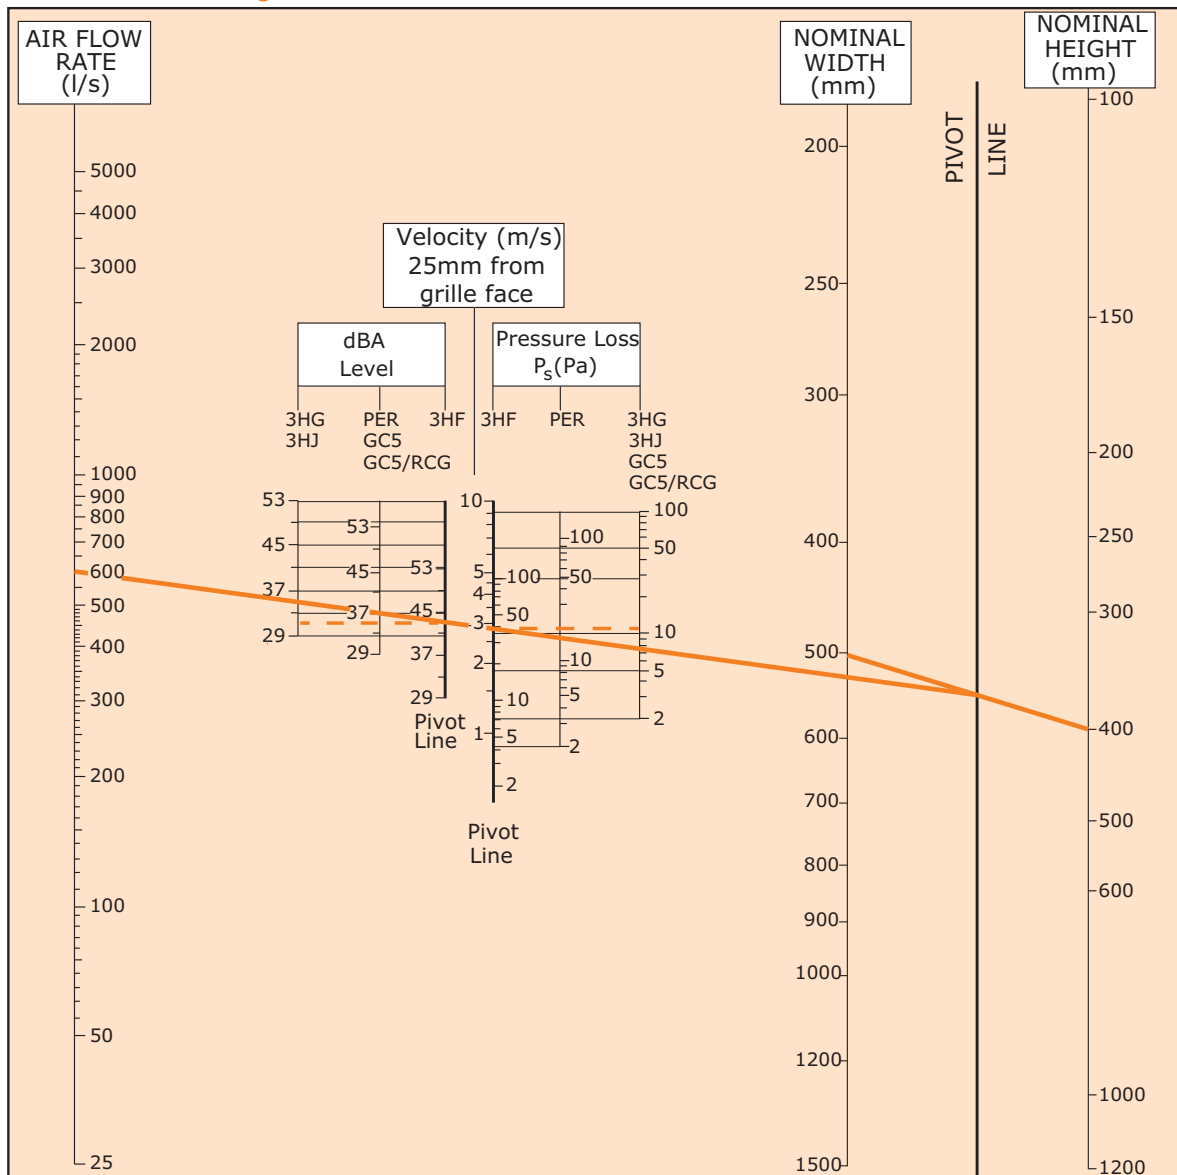 AIR FLOW
RATE
(l/s)
NOMINAL
WIDTH
(mm)
NOMINAL
HEIGHT
(mm)
PIVOT
LINE
5000
4000
3000
2000
1000
900
800
700
600
500
400
300
200
100
50
25
Velocity (m/s)
25mm from
grille face
dBA
Level
Pressure Loss
Ps(Pa)
3HG
3HJ
PER
GC5
GC5/RCG
3HF
3HF
PER
3HG
3HJ
GC5
GC5/RCG
53
45
37
29
53
45
37
29
53
45
37
29
Pivot
Line
10
5
4
3
2
1
100
50
10
5
2
Pivot
Line
100
50
10
5
2
100
50
10
5
2
200
250
300
400
500
600
700
800
900
1000
1200
1500
100
150
200
250
300
400
500
600
1000
1200